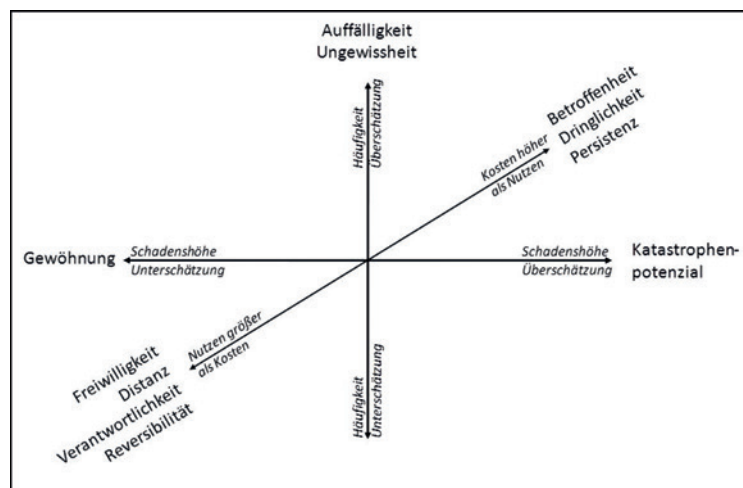 Auffälligkeit
Ungewissheit
Häufigkeit
Überschätzung
Betroffenheit
Dringlichkeit
Persistenz
Kosten höher
als Nutzen
Gewöhnung
Schadenshöhe
Unterschätzung
Schadenshöhe
Überschätzung
Katastrophen-
potenzial
Nutzen größer
als Kosten
Freiwilligkeit
Distanz
Verantwortlichkeit
Reversibilität
Häufigkeit
Unterschätzung